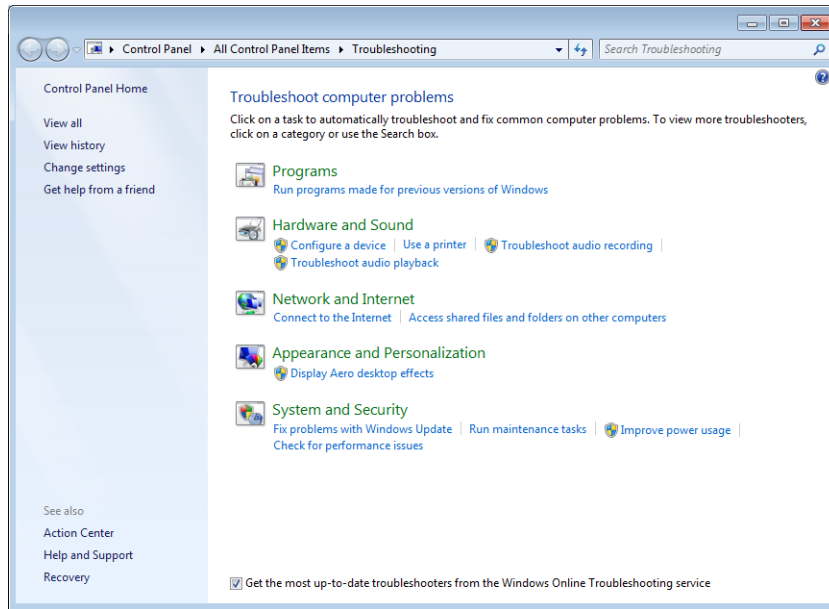 Control Panel All Control Panel Items Troubleshooting Search Troubleshooting
Control Panel Home
View all
View history
Change settings
Get help from a friend
Troubleshoot computer problems
Click on a task to automatically troubleshoot and fix common computer problems. To view more troubleshooters,
click on a category or use the Search box.
Programs
Run programs made for previous versions of Windows
Hardware and Sound
Configure a device Use a printer Troubleshoot audio recording
Troubleshoot audio playback
Network and Internet
Connect to the Internet Access shared files and folders on other computers
Appearance and Personalization
Display Aero desktop effects
System and Security
Fix problems with Windows Update Run maintenance tasks Improve power usage
Check for performance issues
See also
Action Center
Help and Support
Recovery
Get the most up-to-date troubleshooters from the Windows Online Troubleshooting service